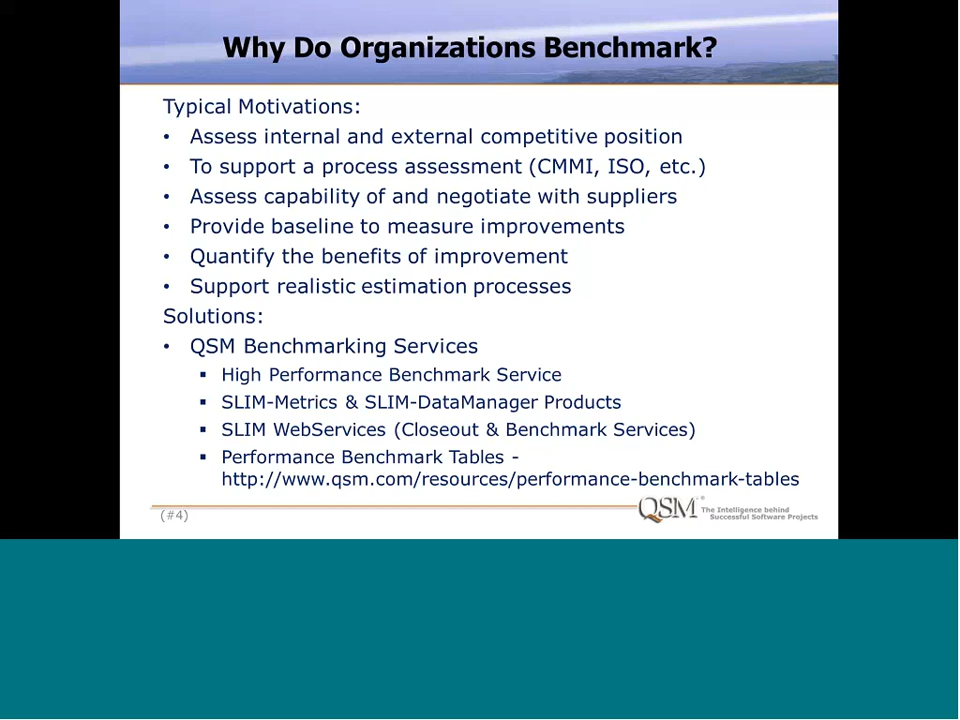 Why Do Organizations Benchmark?
Typical Motivations:
• Assess internal and external competitive position
• To support a process assessment (CMMI, ISO, etc.)
• Assess capability of and negotiate with suppliers
• Provide baseline to measure improvements
• Quantify the benefits of improvement
• Support realistic estimation processes
Solutions:
• QSM Benchmarking Services
▪ High Performance Benchmark Service
▪ SLIM-Metrics & SLIM-DataManager Products
▪ SLIM WebServices (Closeout & Benchmark Services)
▪ Performance Benchmark Tables -
http://www.qsm.com/resources/performance-benchmark-tables
(#4)
QSM® The Intelligence behind
Successful Software Projects